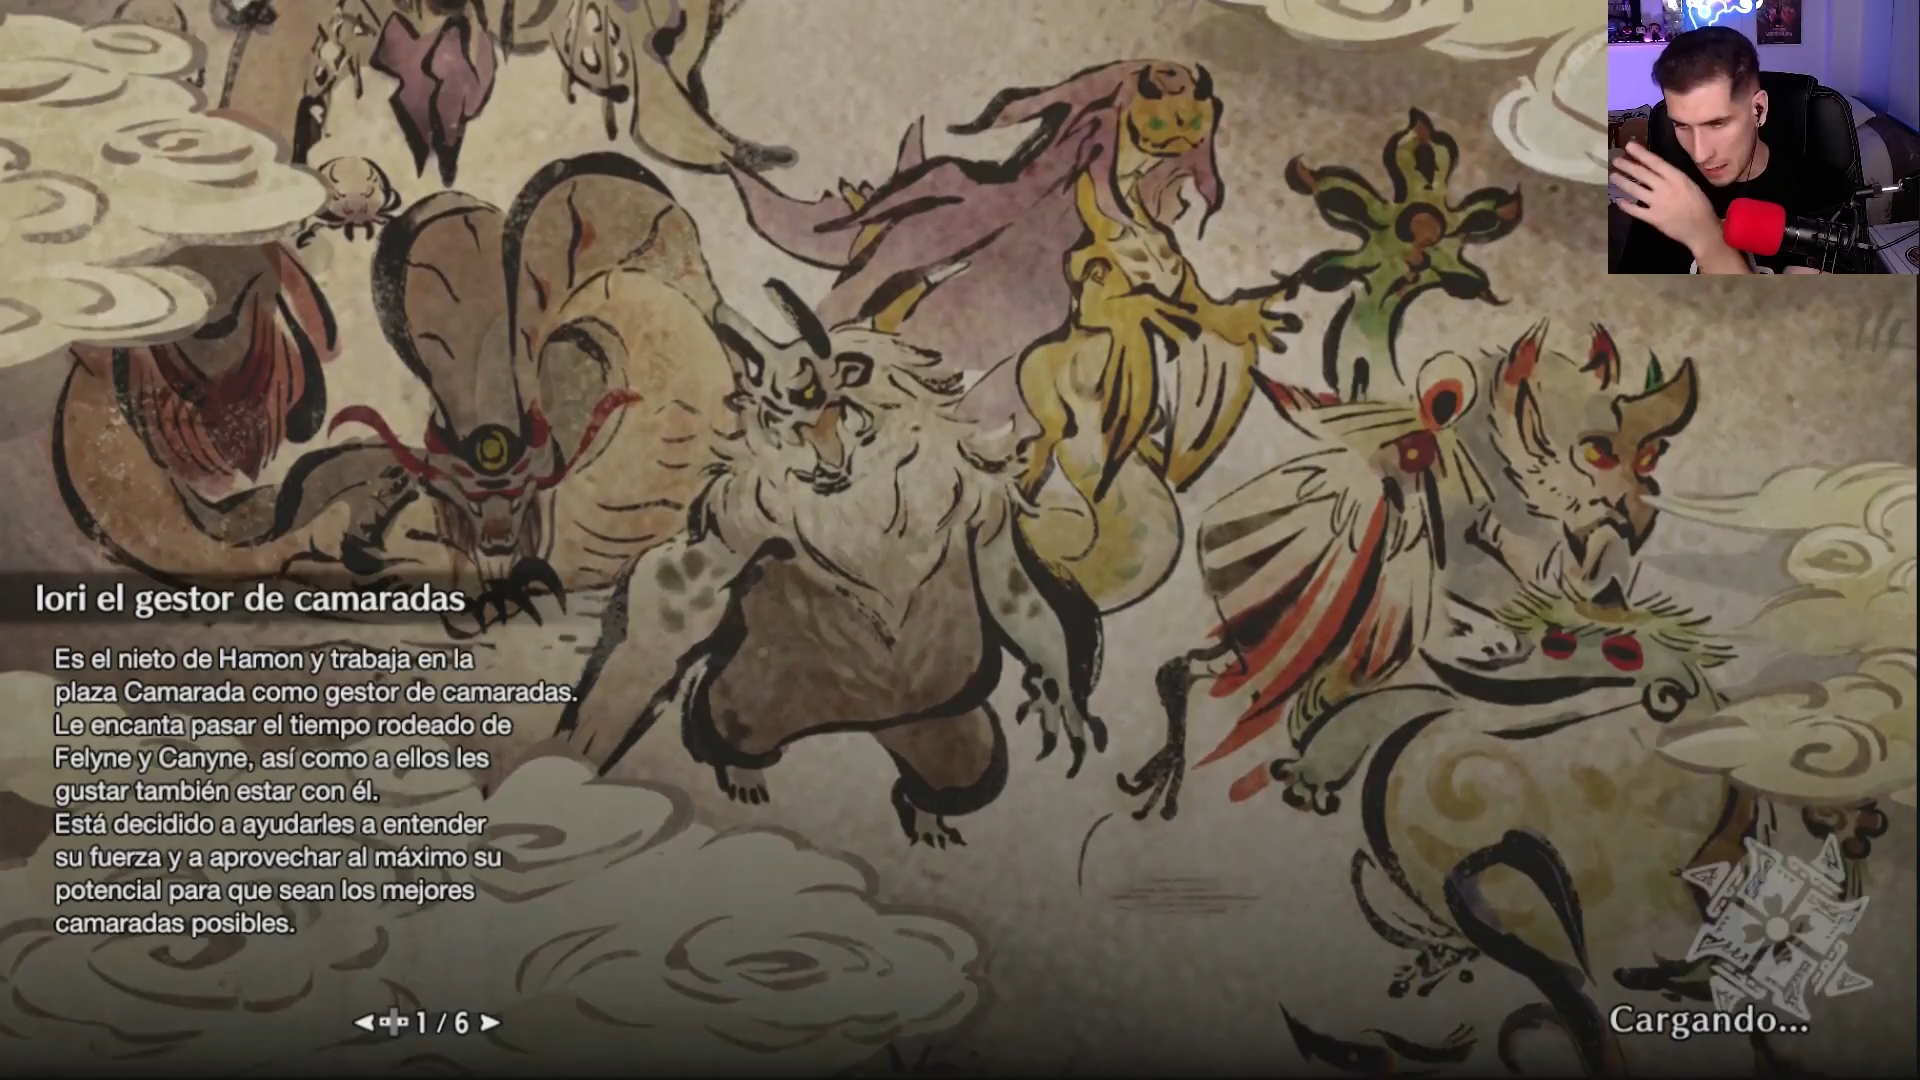 Iori el gestor de camaradas
Es el nieto de Hamon y trabaja en la
plaza Camarada como gestor de camaradas.
Le encanta pasar el tiempo rodeado de
Felyne y Canyne, así como a ellos les
gustar también estar con él.
Está decidido a ayudarles a entender
su fuerza y a aprovechar al máximo su
potencial para que sean los mejores
camaradas posibles.
1 / 6
Cargando...